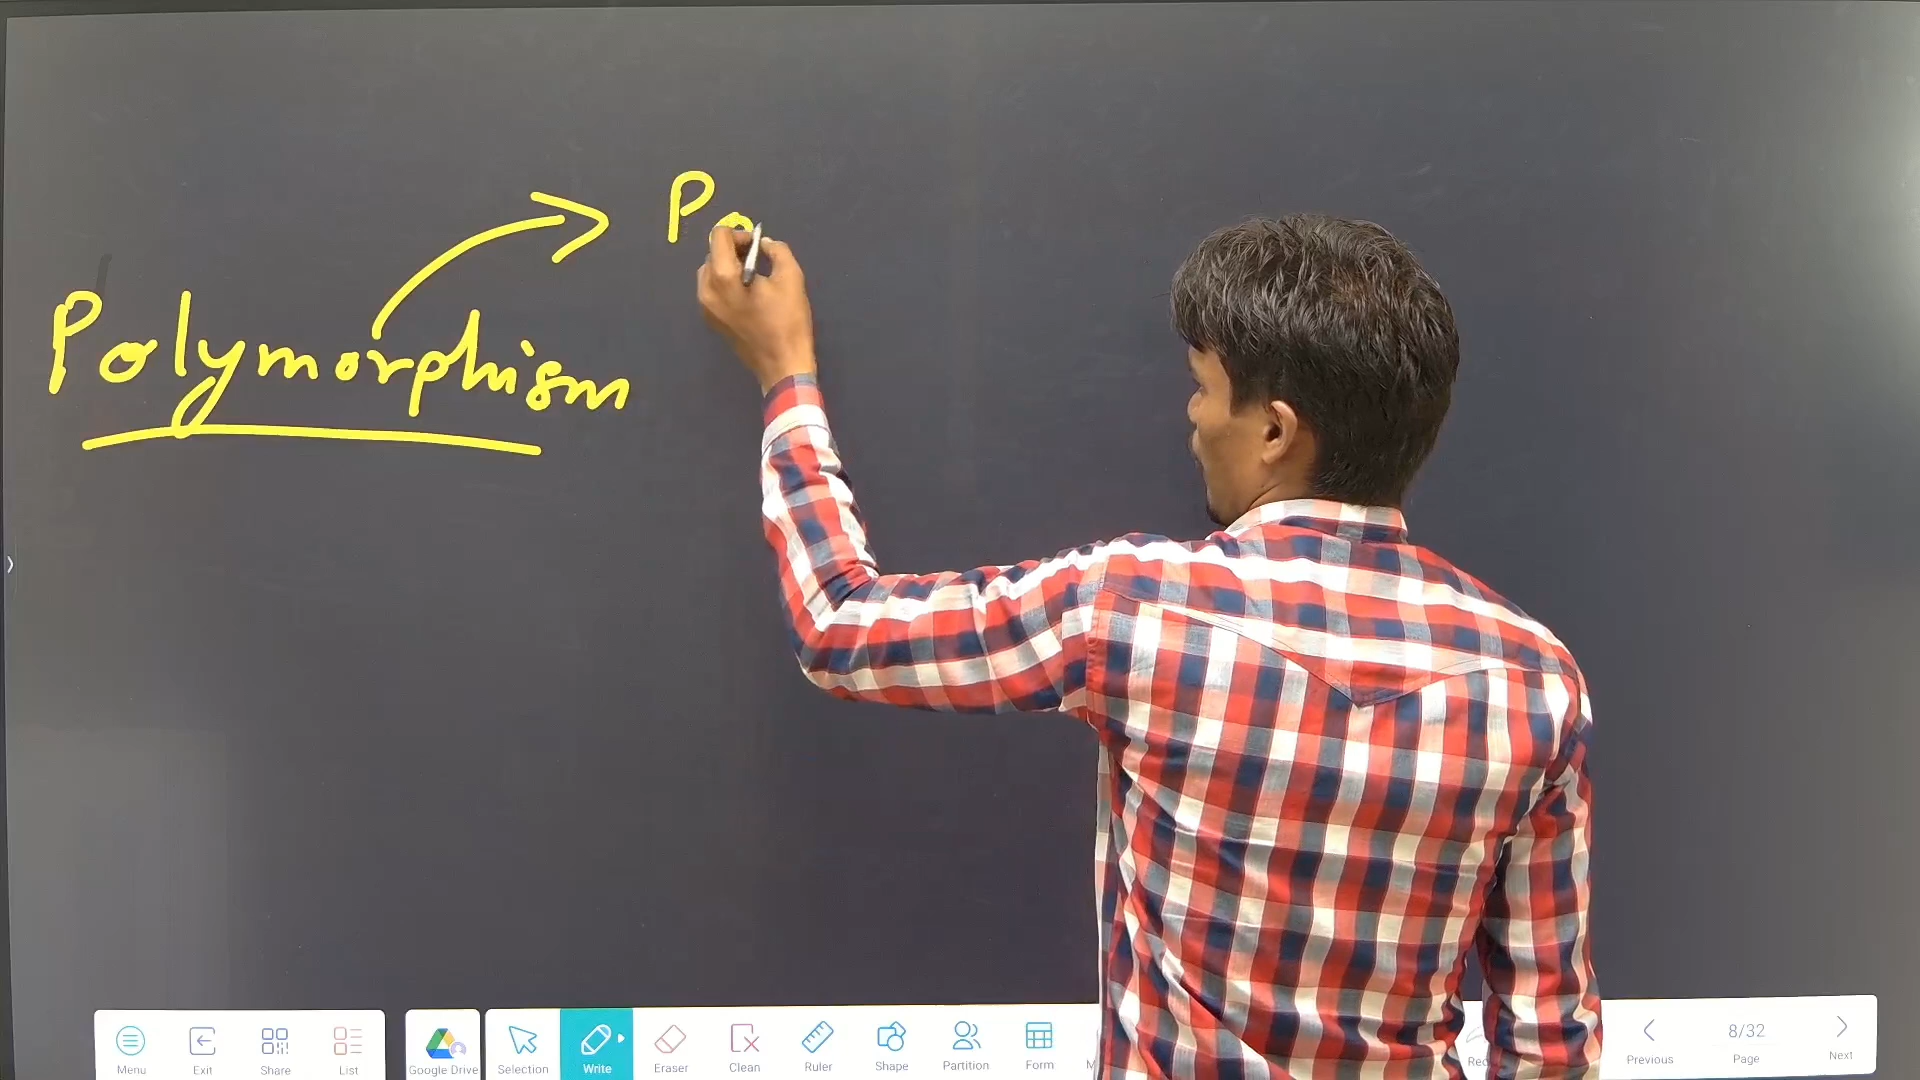 Po
Polymorphism
Menu Exit Share List Google Drive Selection Write Eraser Clean Ruler Shape Partition Form Previous 8/32 Page Next